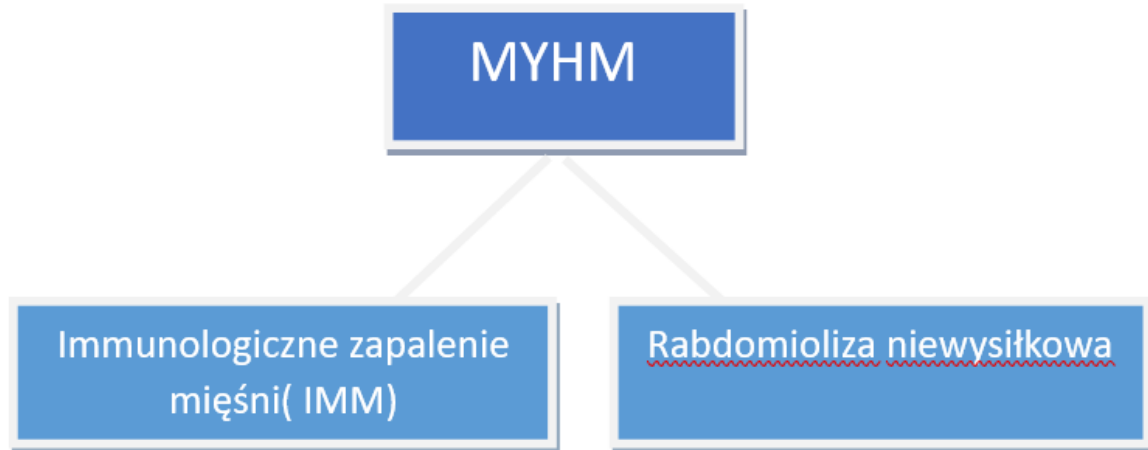 MYHM
Immunologiczne zapalenie
mięśni( IMM)
Rabdomioliza niewysiłkowa